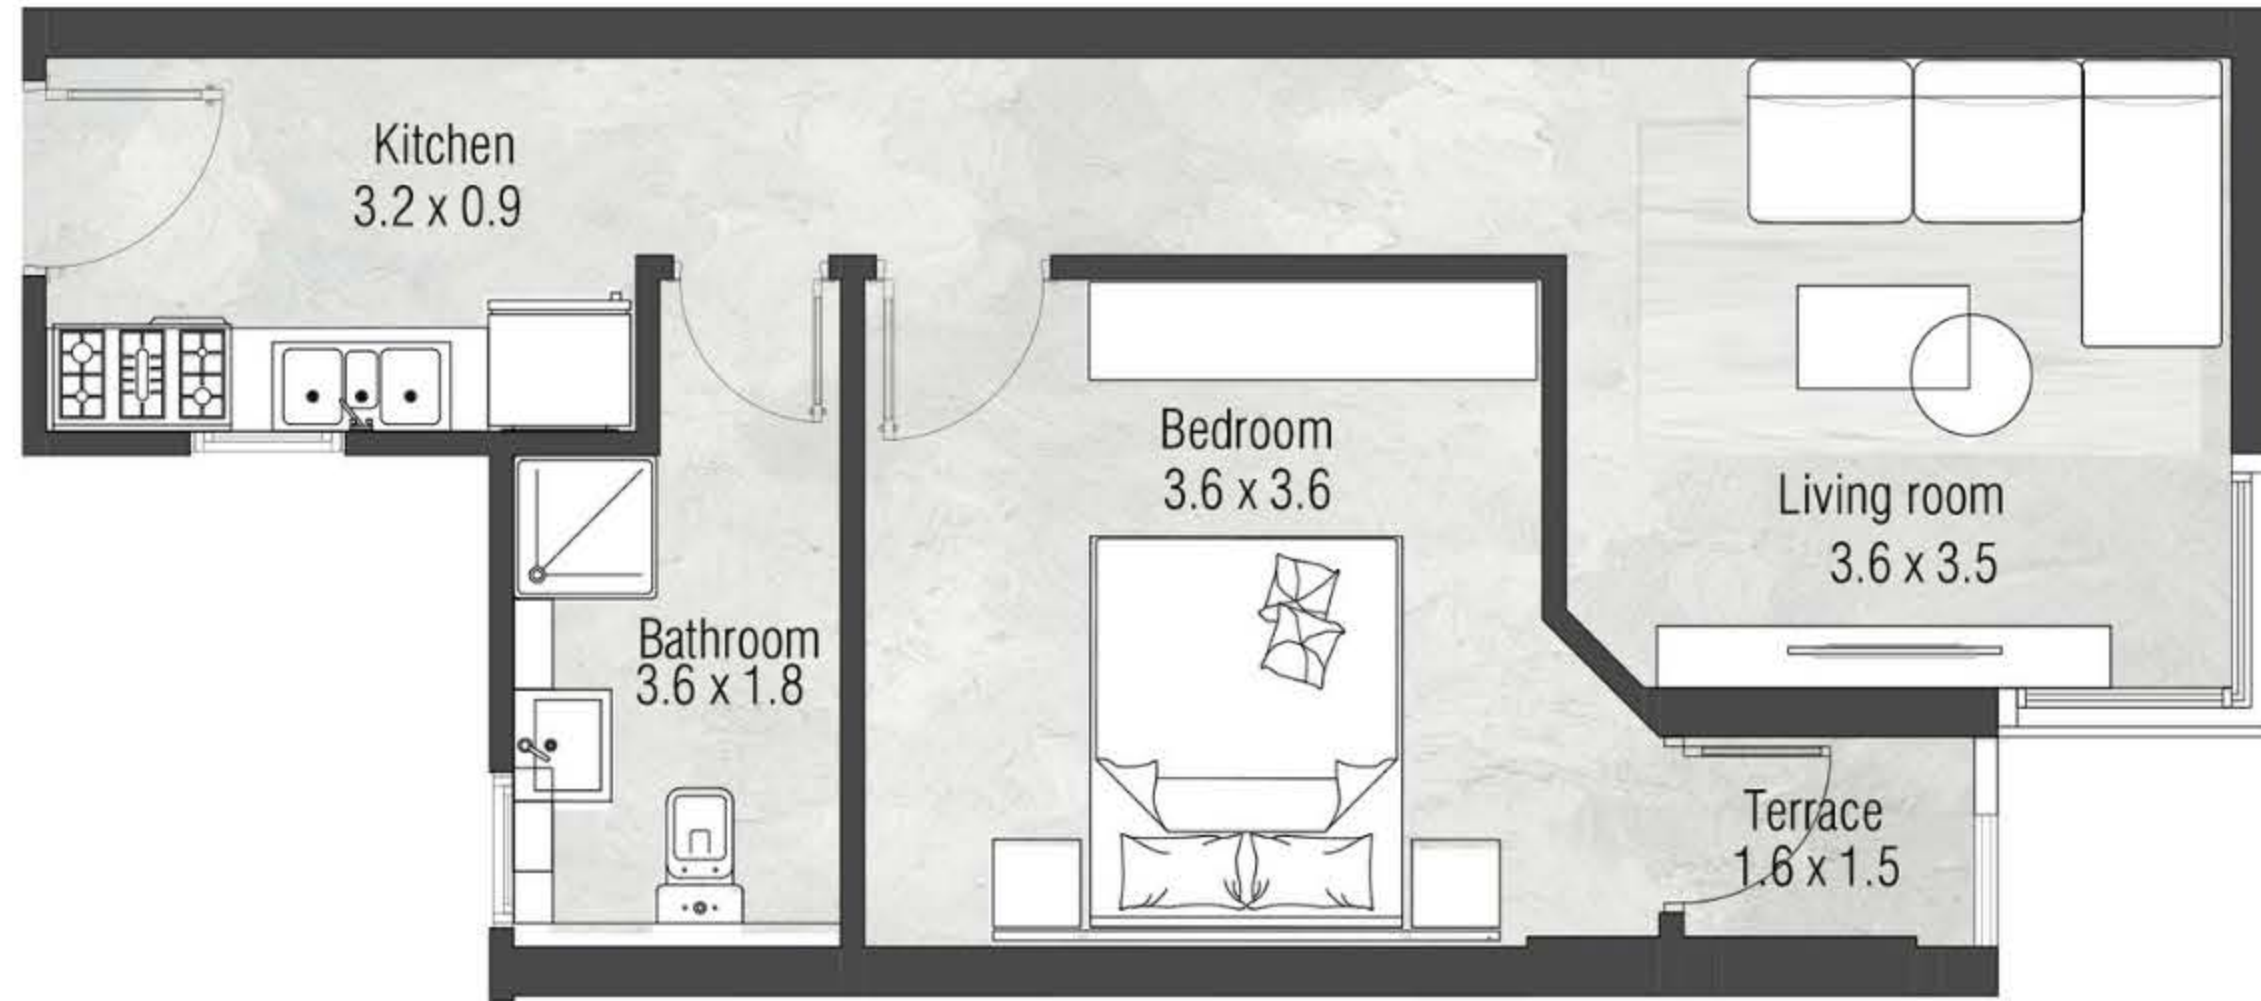 Kitchen
3.2 x 0.9
Bedroom
3.6 x 3.6
Living room
3.6 x 3.5
Bathroom
3.6 x 1.8
Terrace
1.6 x 1.5